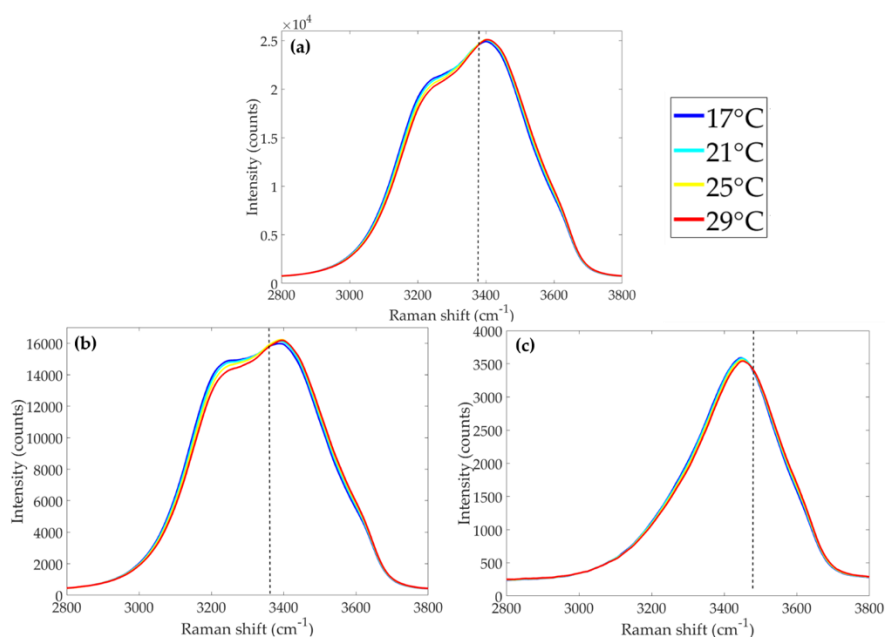 ×10⁴
(a)
2.5
2
1.5
1
0.5
0
2800 3000 3200 3400 3600 3800
Intensity (counts)
Raman shift (cm⁻¹)
17°C
21°C
25°C
29°C
(b)
16000
14000
12000
10000
8000
6000
4000
2000
0
2800 3000 3200 3400 3600 3800
Intensity (counts)
Raman shift (cm⁻¹)
(c)
4000
3500
3000
2500
2000
1500
1000
500
0
2800 3000 3200 3400 3600 3800
Intensity (counts)
Raman shift (cm⁻¹)